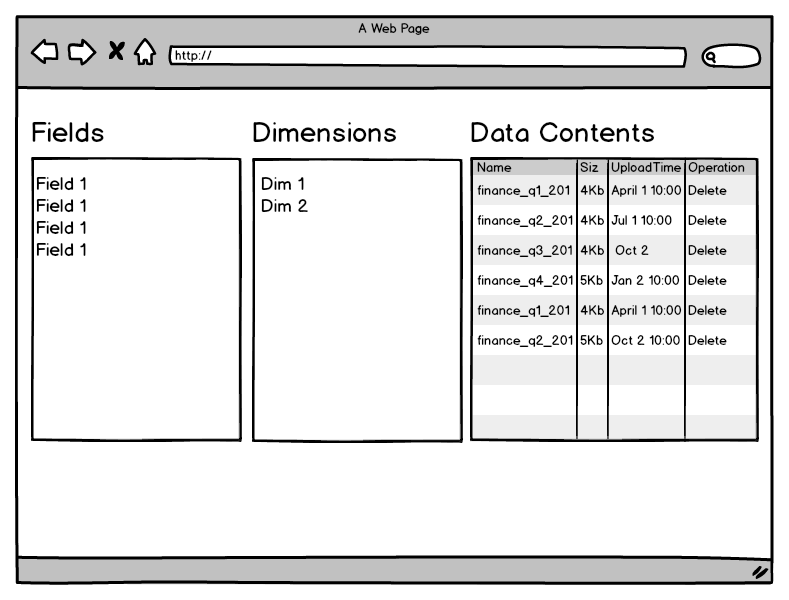 A Web Page
http://
Fields
Dimensions
Data Contents
Field 1
Field 1
Field 1
Field 1
Dim 1
Dim 2
Name Siz UploadTime Operation
finance_q1_201 4Kb April 1 10:00 Delete
finance_q2_201 4Kb Jul 1 10:00 Delete
finance_q3_201 4Kb Oct 2 Delete
finance_q4_201 5Kb Jan 2 10:00 Delete
finance_q1_201 4Kb April 1 10:00 Delete
finance_q2_201 5Kb Oct 2 10:00 Delete